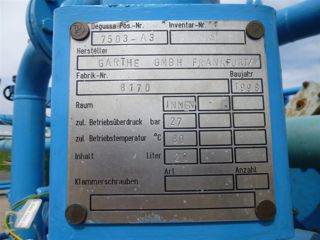 Degussa Pos.-Nr. Inventar-Nr.
7503-A3
Hersteller
GARTHE GMBH FRANKFURT/
Fabrik-Nr. Baujahr
8170 1998
Raum INNEN
zul. Betriebsüberdruck bar 27
zul. Betriebstemperatur °C
Inhalt Liter
Art Anzahl
Klammerschrauben